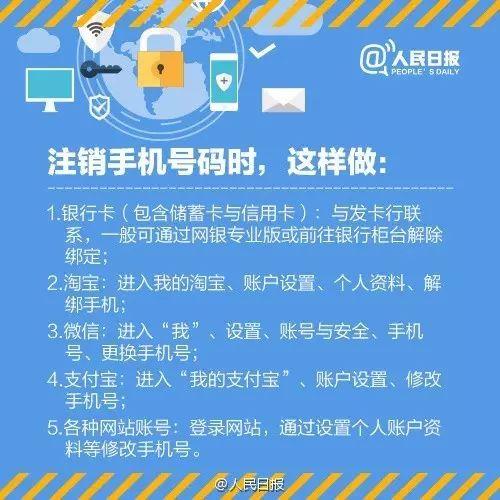 @人民日报
PEOPLE'S DAILY
注销手机号码时，这样做：
1.银行卡（包含储蓄卡与信用卡）：与发卡行联
系，一般可通过网银专业版或前往银行柜台解除
绑定；
2.淘宝：进入我的淘宝、账户设置、个人资料、解
绑手机；
3.微信：进入“我”、设置、账号与安全、手机
号、更换手机号；
4.支付宝：进入“我的支付宝”、账户设置、修改
手机号；
5.各种网站账号：登录网站，通过设置个人账户资
料等修改手机号。
@人民日报